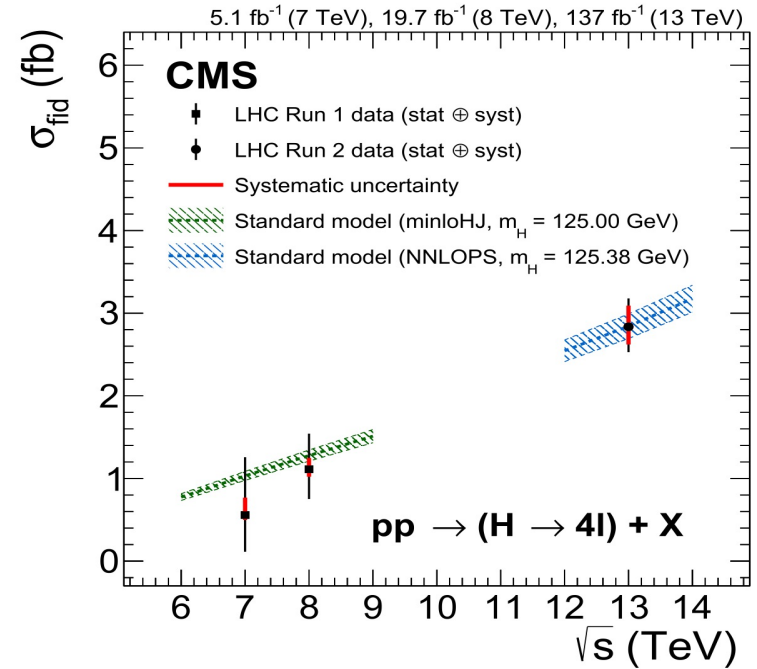 5.1 fb⁻¹ (7 TeV), 19.7 fb⁻¹ (8 TeV), 137 fb⁻¹ (13 TeV)
σ_fid (fb)
CMS
LHC Run 1 data (stat ⊕ syst)
LHC Run 2 data (stat ⊕ syst)
Systematic uncertainty
Standard model (minloHJ, m_H = 125.00 GeV)
Standard model (NNLOPS, m_H = 125.38 GeV)
6
5
4
3
2
1
0
pp → (H → 4l) + X
6 7 8 9 10 11 12 13 14
√s (TeV)